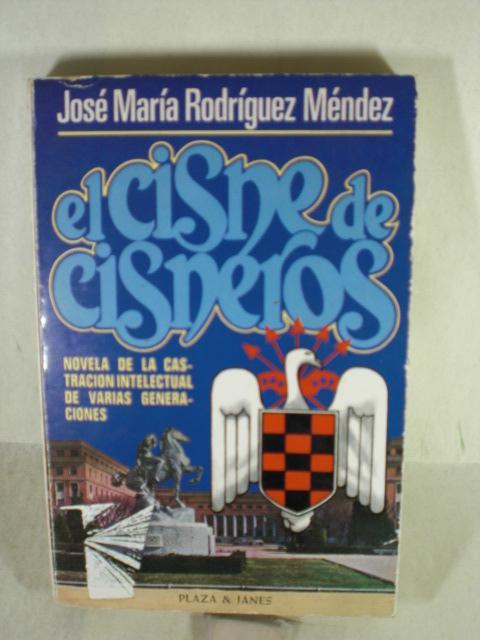 José María Rodríguez Méndez
el cisne de
cisneros
NOVELA DE LA CAS-
TRACION INTELECTUAL
DE VARIAS GENERA-
CIONES
PLAZA & JANES